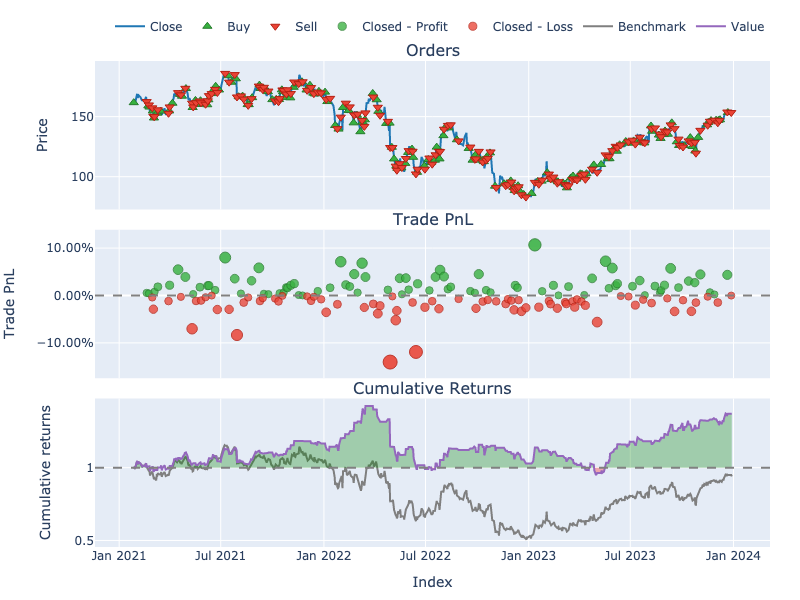 Close Buy Sell Closed - Profit Closed - Loss Benchmark Value
Orders
Price
150
100
Trade PnL
Trade PnL
10.00%
0.00%
−10.00%
Cumulative Returns
Cumulative returns
1
0.5
Jan 2021 Jul 2021 Jan 2022 Jul 2022 Jan 2023 Jul 2023 Jan 2024
Index